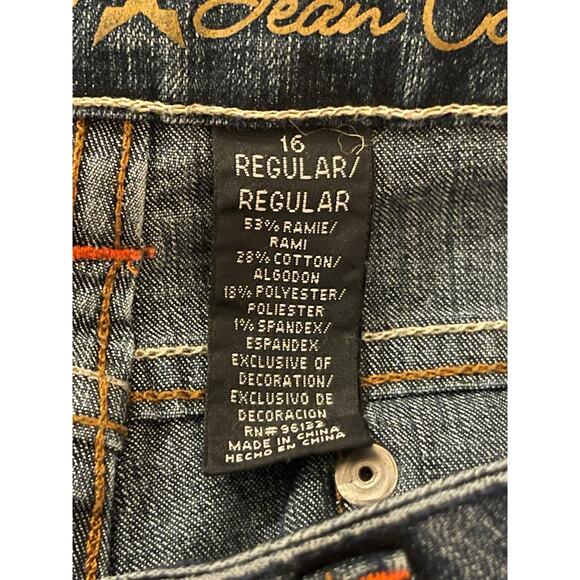 Jean Co
16
REGULAR/
REGULAR
53% RAMIE/
RAMI
28% COTTON/
ALGODON
18% POLYESTER/
POLIESTER
1% SPANDEX/
ESPANDEX
EXCLUSIVE OF
DECORATION/
EXCLUSIVO DE
DECORACION
RN# 96122
MADE IN CHINA
HECHO EN CHINA